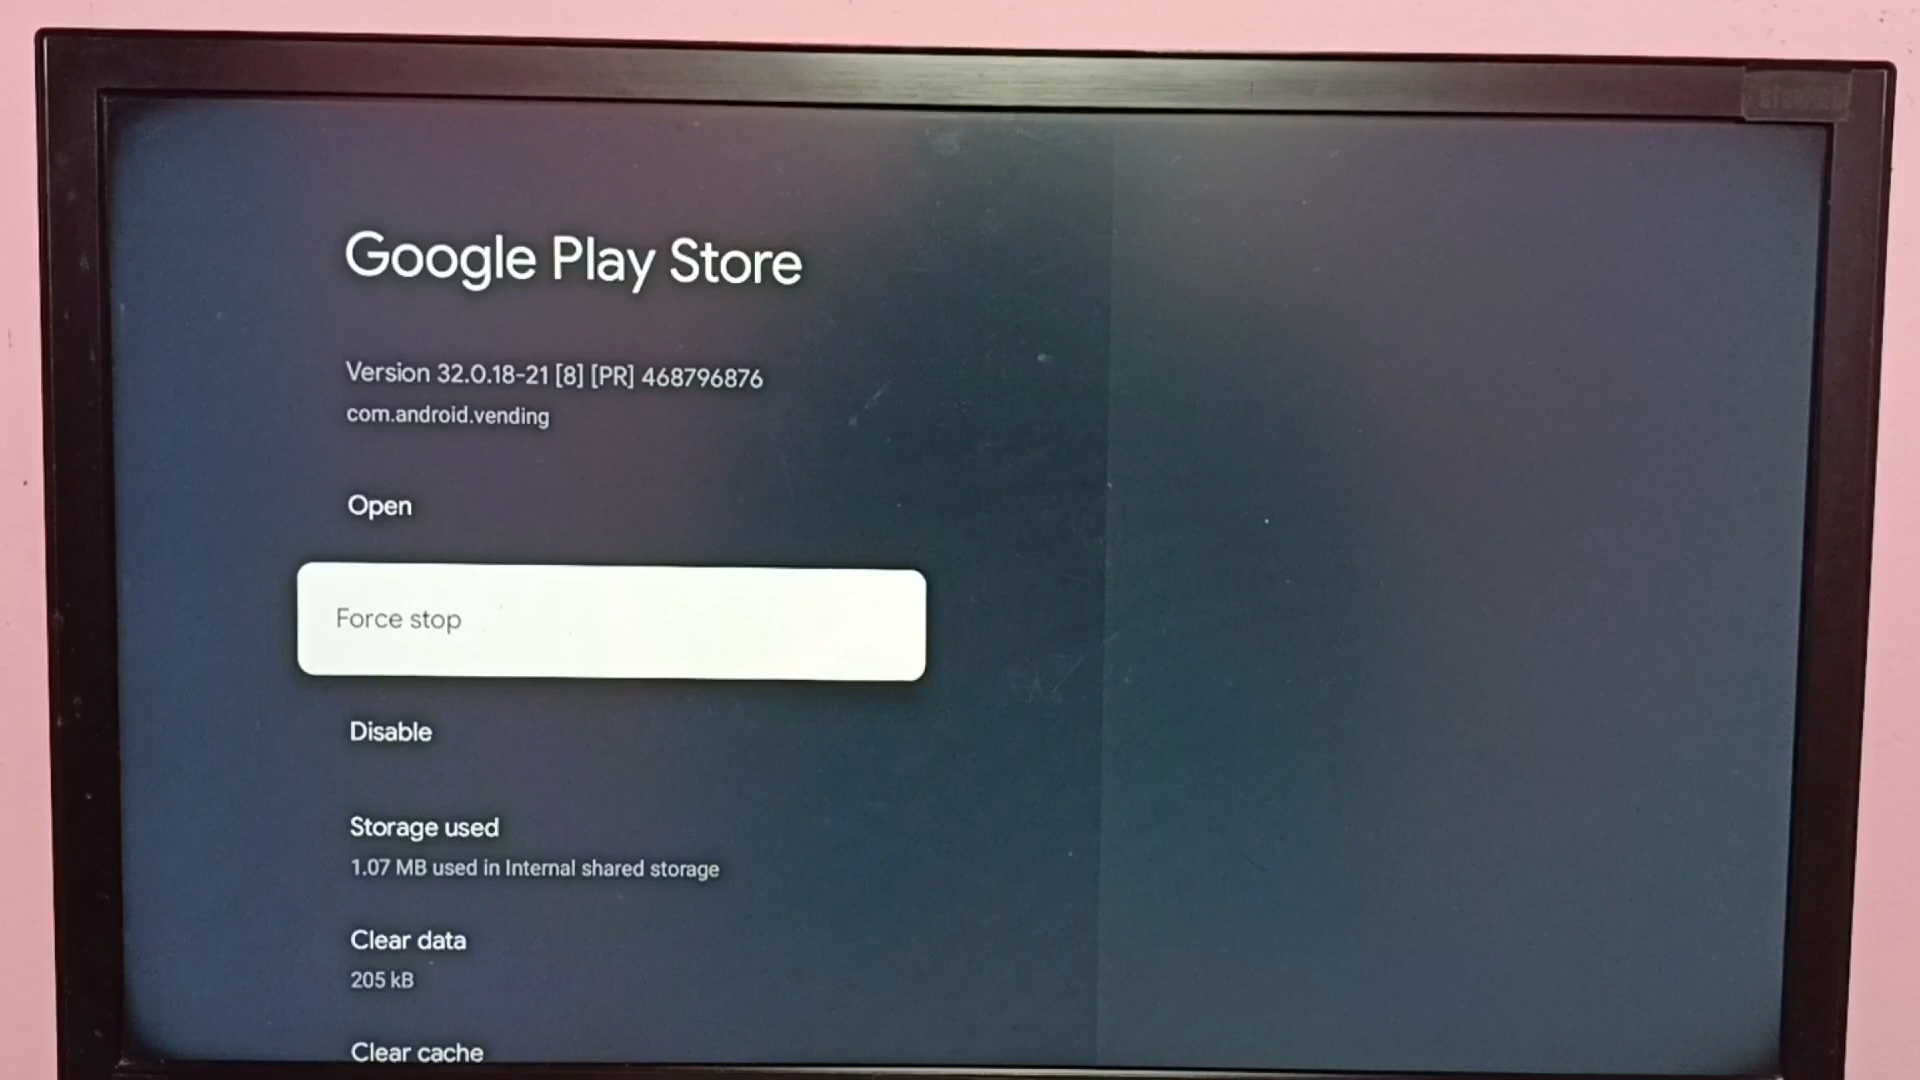 Google Play Store
Version 32.0.18-21 [8] [PR] 468796876
com.android.vending
Open
Force stop
Disable
Storage used
1.07 MB used in Internal shared storage
Clear data
205 kB
Clear cache